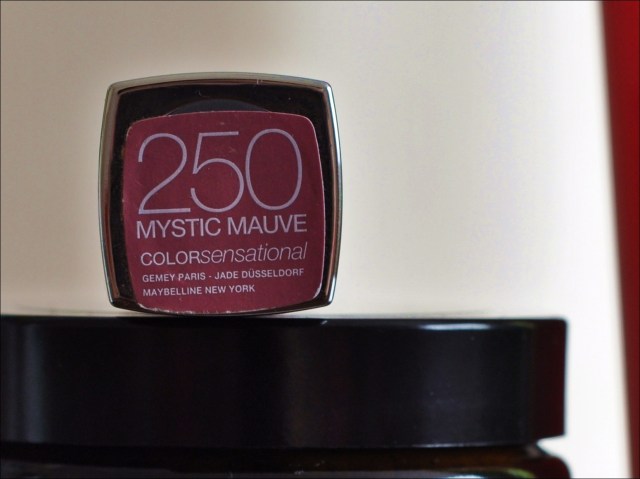 250
MYSTIC MAUVE
COLORsensational
GEMEY PARIS - JADE DÜSSELDORF
MAYBELLINE NEW YORK